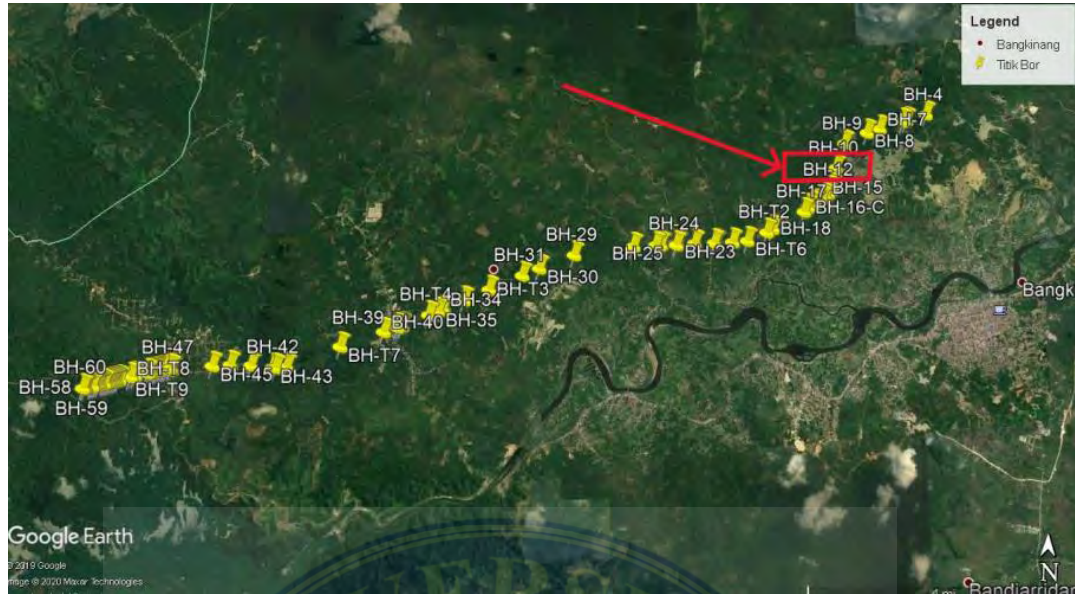 Legend
Bangkinang
Titik Bor
BH-4
BH-9
BH-7
BH-8
BH-10
BH-12
BH-17
BH-15
BH-16-C
BH-T2
BH-18
BH-24
BH-25
BH-23
BH-T6
BH-29
BH-31
BH-30
BH-T3
BH-T4
BH-34
BH-35
BH-39
BH-40
BH-T7
BH-47
BH-42
BH-60
BH-T8
BH-45
BH-43
BH-58
BH-T9
BH-59
Bangk
Google Earth
© 2019 Google
Image © 2020 Maxar Technologies
N
Bandjarridan